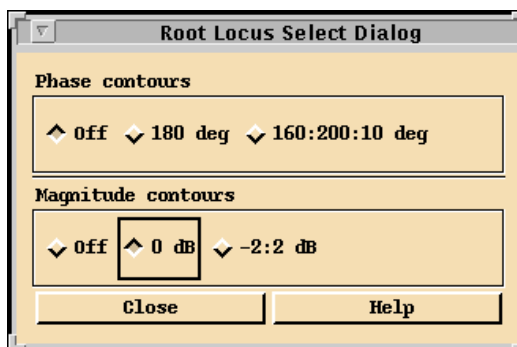 Root Locus Select Dialog
Phase contours
Off 180 deg 160:200:10 deg
Magnitude contours
Off 0 dB -2:2 dB
Close Help